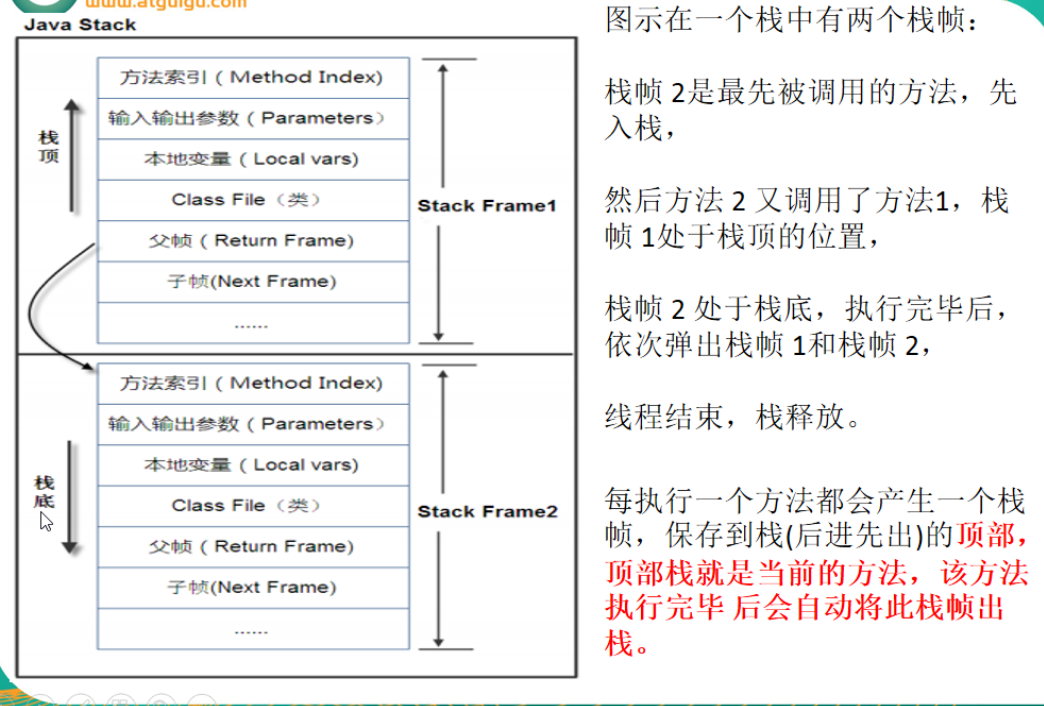 www.atguigu.com
Java Stack
栈顶
方法索引 ( Method Index)
输入输出参数 ( Parameters）
本地变量 ( Local vars)
Class File（类）
父帧 ( Return Frame)
子帧(Next Frame)
......
Stack Frame1
栈底
方法索引 ( Method Index)
输入输出参数 ( Parameters）
本地变量 ( Local vars)
Class File（类）
父帧 ( Return Frame)
子帧(Next Frame)
......
Stack Frame2
图示在一个栈中有两个栈帧：
栈帧 2是最先被调用的方法，先
入栈，
然后方法 2 又调用了方法1，栈
帧 1处于栈顶的位置，
栈帧 2 处于栈底，执行完毕后，
依次弹出栈帧 1和栈帧 2，
线程结束，栈释放。
每执行一个方法都会产生一个栈
帧，保存到栈(后进先出)的顶部，
顶部栈就是当前的方法，该方法
执行完毕 后会自动将此栈帧出
栈。